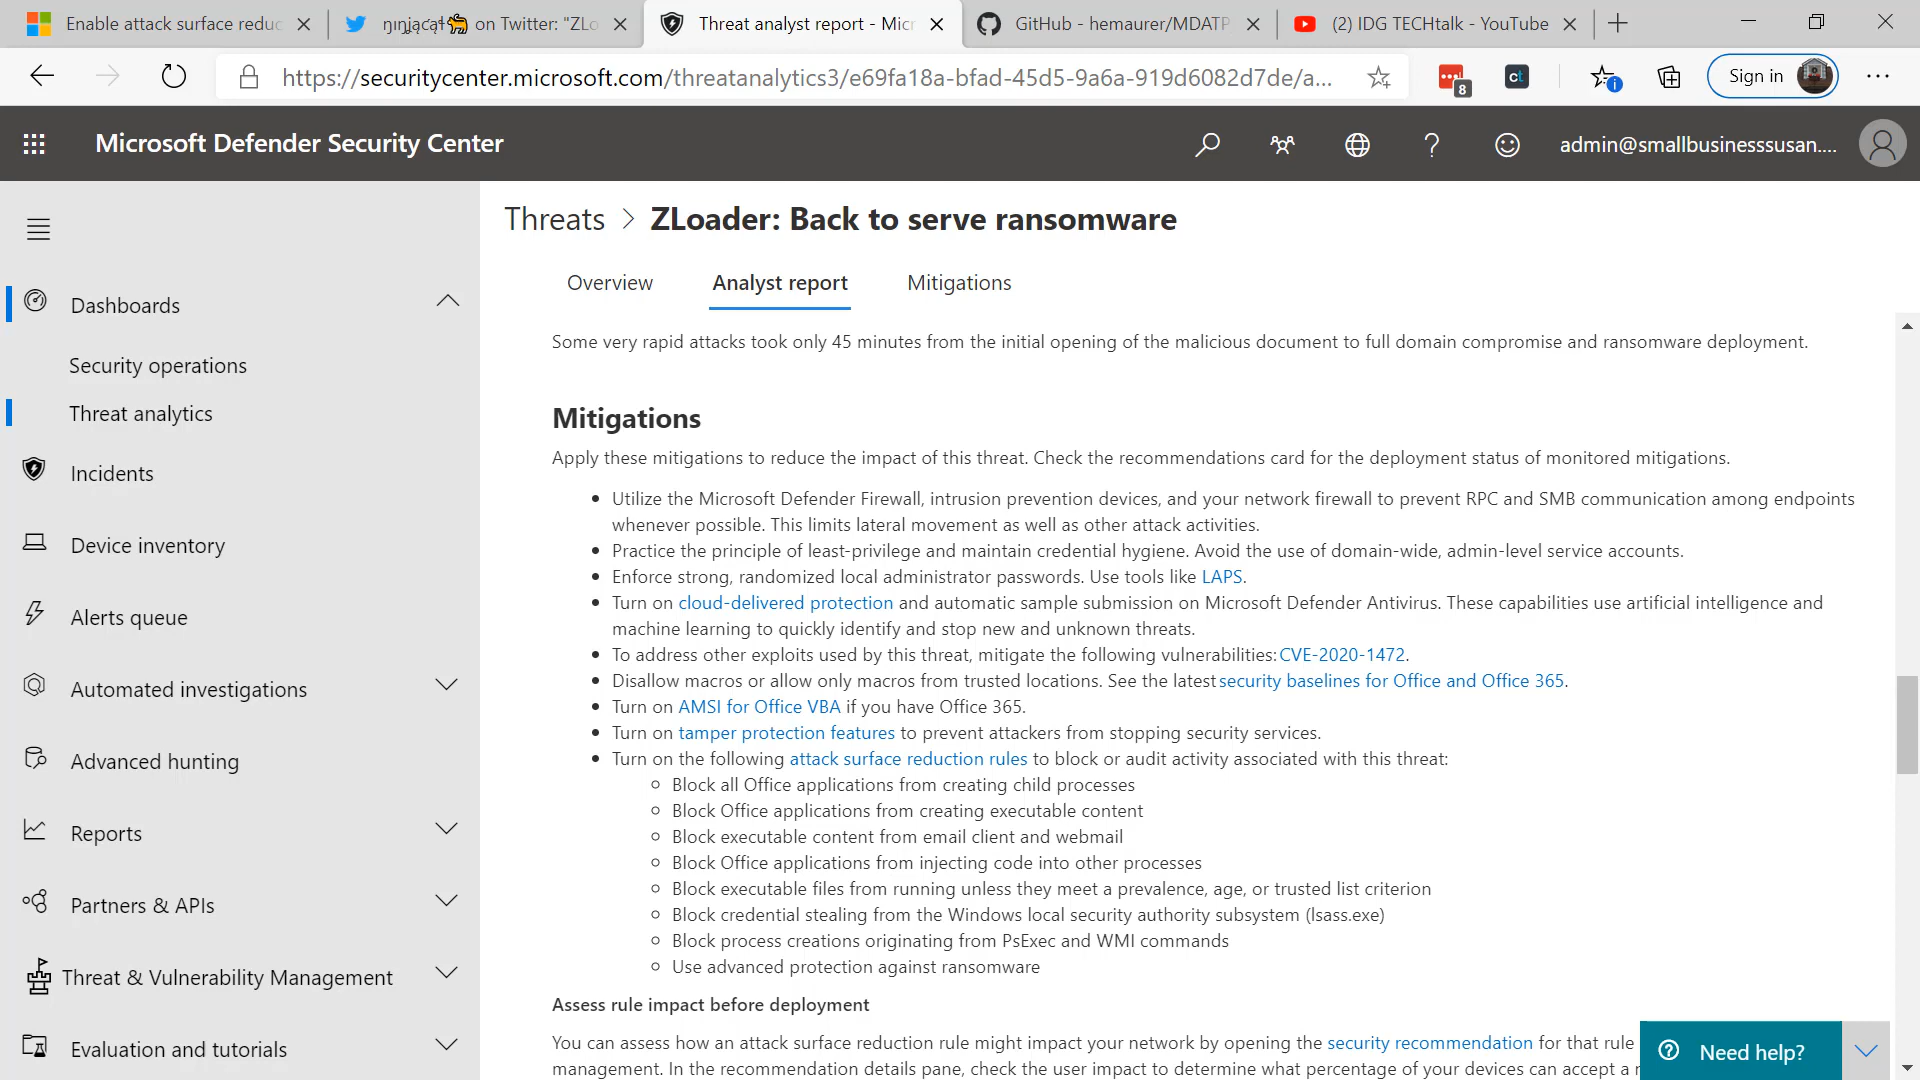 Enable attack surface reduc
ŋıŋʝąƈąɬ🐈 on Twitter: "ZLo
Threat analyst report - Micr
GitHub - hemaurer/MDATP
(2) IDG TECHtalk - YouTube
https://securitycenter.microsoft.com/threatanalytics3/e69fa18a-bfad-45d5-9a6a-919d6082d7de/a...
8
ct
Sign in
Microsoft Defender Security Center
admin@smallbusinesssusan....
Threats > ZLoader: Back to serve ransomware
Overview
Analyst report
Mitigations
Dashboards
Security operations
Threat analytics
Incidents
Device inventory
Alerts queue
Automated investigations
Advanced hunting
Reports
Partners & APIs
Threat & Vulnerability Management
Evaluation and tutorials
Some very rapid attacks took only 45 minutes from the initial opening of the malicious document to full domain compromise and ransomware deployment.
Mitigations
Apply these mitigations to reduce the impact of this threat. Check the recommendations card for the deployment status of monitored mitigations.
• Utilize the Microsoft Defender Firewall, intrusion prevention devices, and your network firewall to prevent RPC and SMB communication among endpoints
whenever possible. This limits lateral movement as well as other attack activities.
• Practice the principle of least-privilege and maintain credential hygiene. Avoid the use of domain-wide, admin-level service accounts.
• Enforce strong, randomized local administrator passwords. Use tools like LAPS.
• Turn on cloud-delivered protection and automatic sample submission on Microsoft Defender Antivirus. These capabilities use artificial intelligence and
machine learning to quickly identify and stop new and unknown threats.
• To address other exploits used by this threat, mitigate the following vulnerabilities: CVE-2020-1472.
• Disallow macros or allow only macros from trusted locations. See the latest security baselines for Office and Office 365.
• Turn on AMSI for Office VBA if you have Office 365.
• Turn on tamper protection features to prevent attackers from stopping security services.
• Turn on the following attack surface reduction rules to block or audit activity associated with this threat:
○ Block all Office applications from creating child processes
○ Block Office applications from creating executable content
○ Block executable content from email client and webmail
○ Block Office applications from injecting code into other processes
○ Block executable files from running unless they meet a prevalence, age, or trusted list criterion
○ Block credential stealing from the Windows local security authority subsystem (lsass.exe)
○ Block process creations originating from PsExec and WMI commands
○ Use advanced protection against ransomware
Assess rule impact before deployment
You can assess how an attack surface reduction rule might impact your network by opening the security recommendation for that rule
management. In the recommendation details pane, check the user impact to determine what percentage of your devices can accept a
Need help?